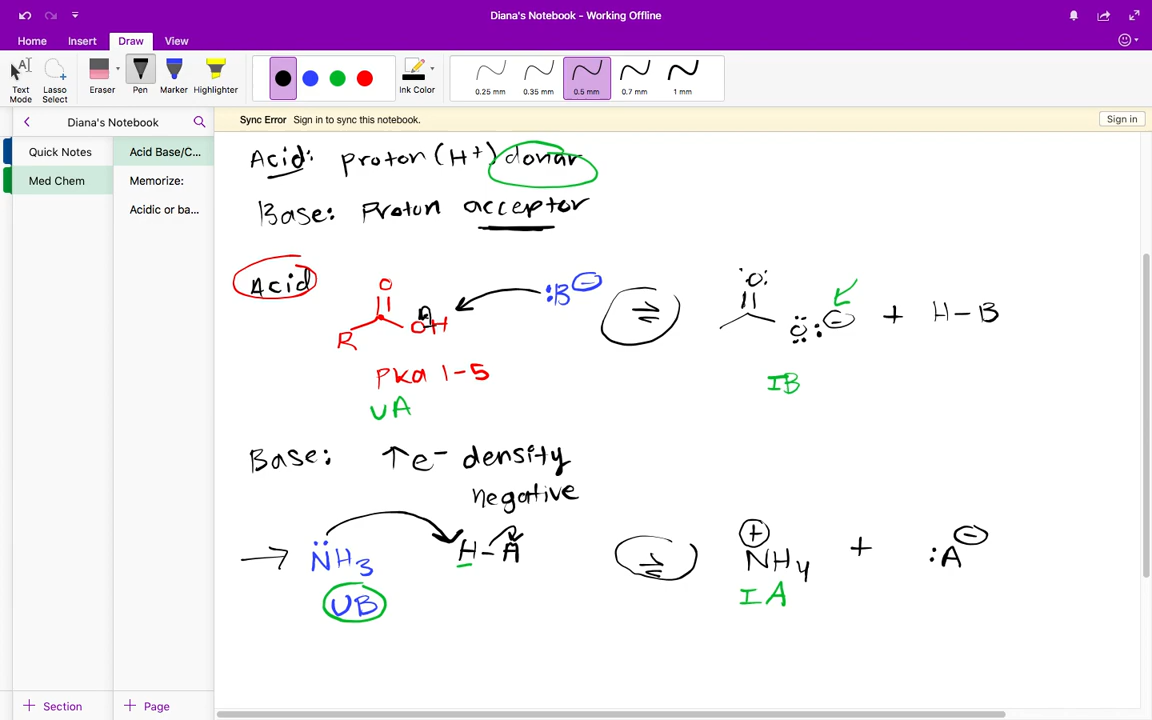 Diana's Notebook - Working Offline
Home Insert Draw View
Text Mode Lasso Select Eraser Pen Marker Highlighter Ink Color 0.25 mm 0.35 mm 0.5 mm 0.7 mm 1 mm
Diana's Notebook
Sync Error Sign in to sync this notebook. Sign in
Quick Notes
Med Chem
Acid Base/C...
Memorize:
Acidic or ba...
Acid: proton (H+) donar
Base: Proton acceptor
Acid
O
R OH :B⊖ ⇌ :O: :O:⊖ + H-B
pka 1-5
UA IB
Base: ↑e- density
negative
→ NH3 H-A ⇌ ⊕NH4 + :A⊖
UB IA
+ Section + Page